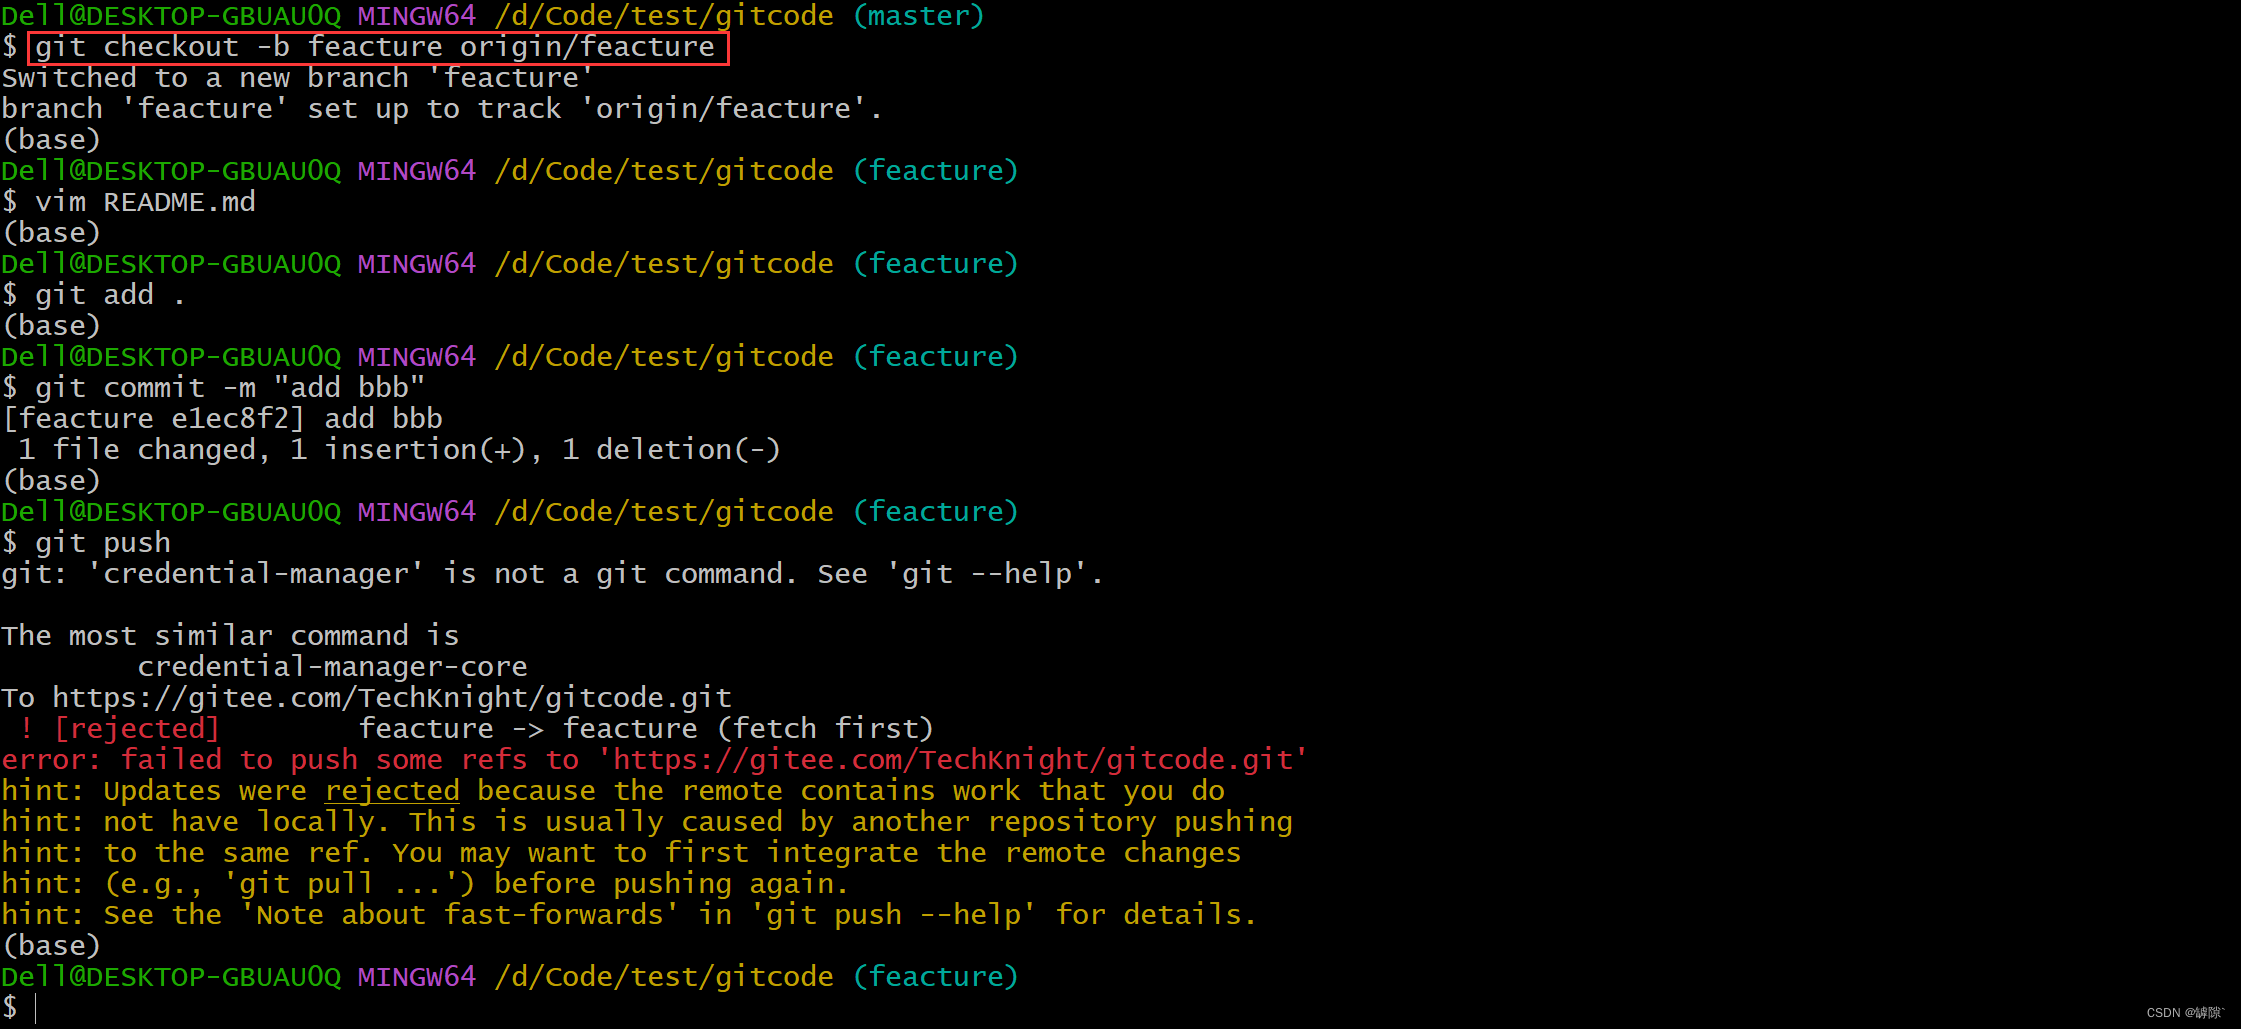 Dell@DESKTOP-GBUAU0Q MINGW64 /d/Code/test/gitcode (master)
$ git checkout -b feacture origin/feacture
Switched to a new branch 'feacture'
branch 'feacture' set up to track 'origin/feacture'.
(base)
Dell@DESKTOP-GBUAU0Q MINGW64 /d/Code/test/gitcode (feacture)
$ vim README.md
(base)
Dell@DESKTOP-GBUAU0Q MINGW64 /d/Code/test/gitcode (feacture)
$ git add .
(base)
Dell@DESKTOP-GBUAU0Q MINGW64 /d/Code/test/gitcode (feacture)
$ git commit -m "add bbb"
[feacture e1ec8f2] add bbb
 1 file changed, 1 insertion(+), 1 deletion(-)
(base)
Dell@DESKTOP-GBUAU0Q MINGW64 /d/Code/test/gitcode (feacture)
$ git push
git: 'credential-manager' is not a git command. See 'git --help'.
The most similar command is
        credential-manager-core
To https://gitee.com/TechKnight/gitcode.git
 ! [rejected]        feacture -> feacture (fetch first)
error: failed to push some refs to 'https://gitee.com/TechKnight/gitcode.git'
hint: Updates were rejected because the remote contains work that you do
hint: not have locally. This is usually caused by another repository pushing
hint: to the same ref. You may want to first integrate the remote changes
hint: (e.g., 'git pull ...') before pushing again.
hint: See the 'Note about fast-forwards' in 'git push --help' for details.
(base)
Dell@DESKTOP-GBUAU0Q MINGW64 /d/Code/test/gitcode (feacture)
$
CSDN @罅隙`